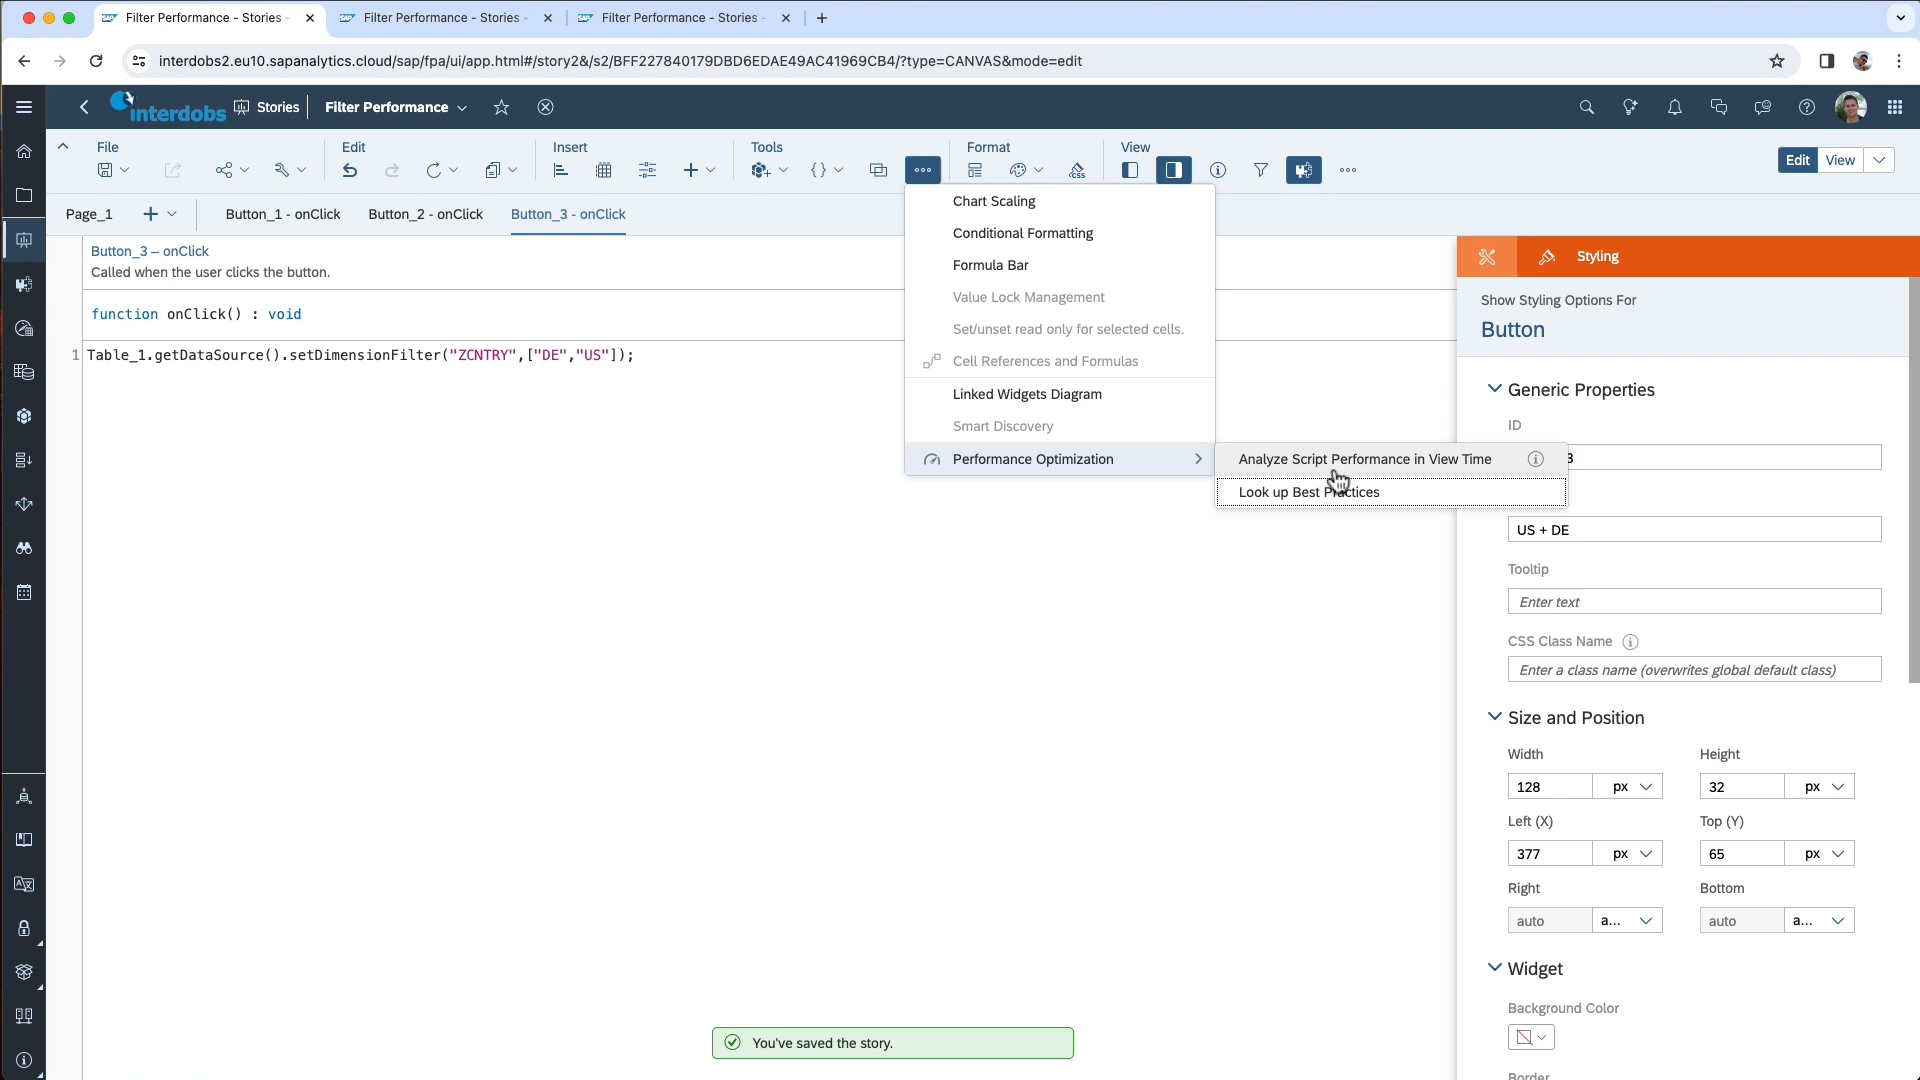 Filter Performance - Stories -
Filter Performance - Stories -
Filter Performance - Stories -
interdobs2.eu10.sapanalytics.cloud/sap/fpa/ui/app.html#/story2&/s2/BFF227840179DBD6EDAE49AC41969CB4/?type=CANVAS&mode=edit
interdobs
Stories
Filter Performance
File
Edit
Insert
Tools
Format
View
CSS
Edit
View
Page_1
Button_1 - onClick
Button_2 - onClick
Button_3 - onClick
Button_3 – onClick
Called when the user clicks the button.
function onClick() : void
1 Table_1.getDataSource().setDimensionFilter("ZCNTRY",["DE","US"]);
Chart Scaling
Conditional Formatting
Formula Bar
Value Lock Management
Set/unset read only for selected cells.
Cell References and Formulas
Linked Widgets Diagram
Smart Discovery
Performance Optimization
Analyze Script Performance in View Time
Look up Best Practices
Styling
Show Styling Options For
Button
Generic Properties
ID
3
US + DE
Tooltip
Enter text
CSS Class Name
Enter a class name (overwrites global default class)
Size and Position
Width
Height
128 px
32 px
Left (X)
Top (Y)
377 px
65 px
Right
Bottom
auto a...
auto a...
Widget
Background Color
Border
You've saved the story.